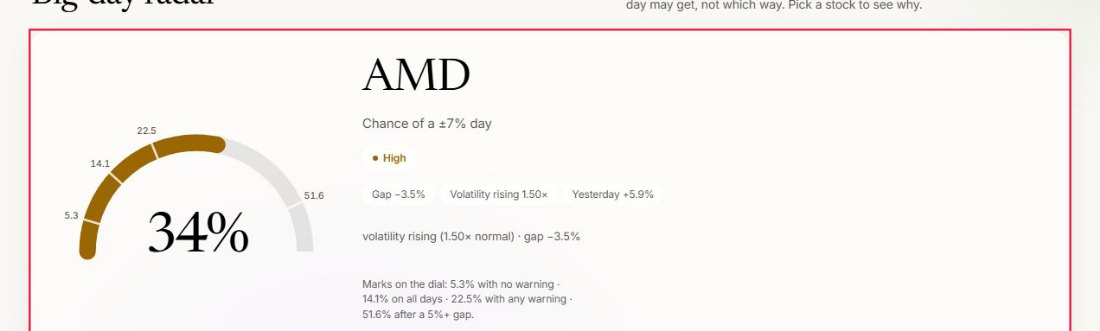 Big-day radar
day may get, not which way. Pick a stock to see why.
AMD
Chance of a ±7% day
High
Gap −3.5% Volatility rising 1.50× Yesterday +5.9%
volatility rising (1.50× normal) · gap −3.5%
Marks on the dial: 5.3% with no warning ·
14.1% on all days · 22.5% with any warning ·
51.6% after a 5%+ gap.
22.5
14.1
5.3
51.6
34%